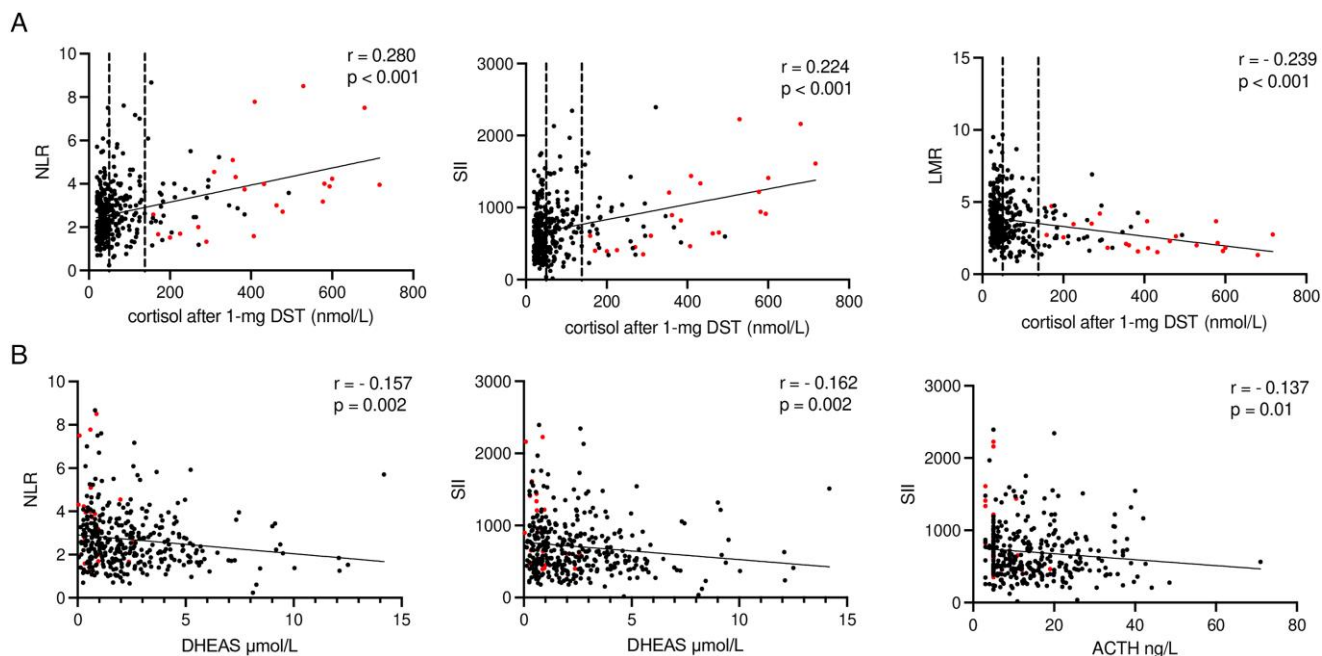 A
NLR
10
8
6
4
2
0
r = 0.280
p < 0.001
0 200 400 600 800
cortisol after 1-mg DST (nmol/L)
SII
3000
2000
1000
0
r = 0.224
p < 0.001
0 200 400 600 800
cortisol after 1-mg DST (nmol/L)
LMR
15
10
5
0
r = - 0.239
p < 0.001
0 200 400 600 800
cortisol after 1-mg DST (nmol/L)
B
NLR
10
8
6
4
2
0
r = - 0.157
p = 0.002
0 5 10 15
DHEAS µmol/L
SII
3000
2000
1000
0
r = - 0.162
p = 0.002
0 5 10 15
DHEAS µmol/L
SII
3000
2000
1000
0
r = -0.137
p = 0.01
0 20 40 60 80
ACTH ng/L